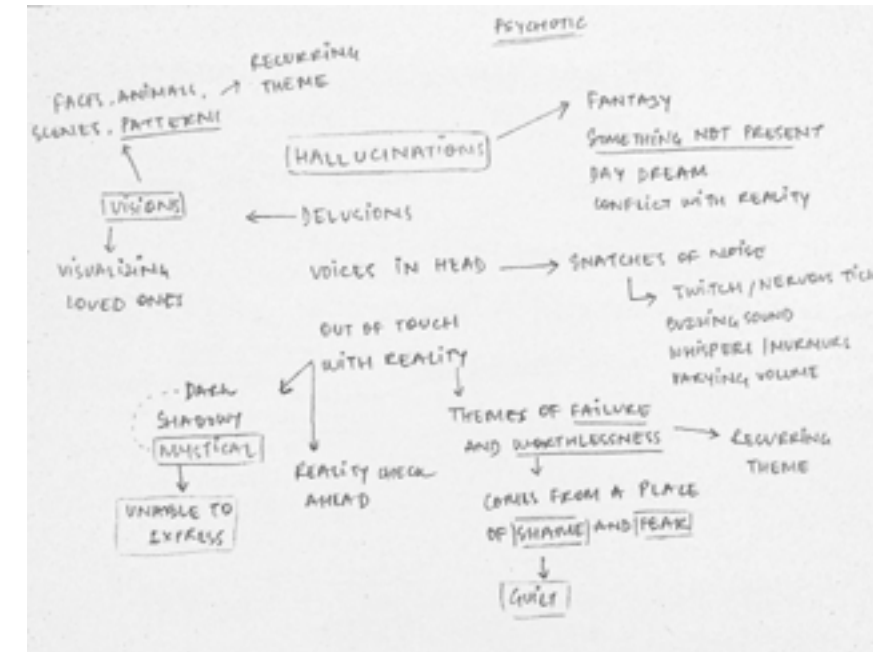 PSYCHOTIC
RECURRING
THEME
FACES, ANIMALS,
SCENES, PATTERNS
FANTASY
SOMETHING NOT PRESENT
DAY DREAM
CONFLICT WITH REALITY
HALLUCINATIONS
VISIONS
DELUCIONS
VISUALIZING
LOVED ONES
VOICES IN HEAD
SNATCHES OF NOISE
TWITCH/NERVOUS TICK
BUZZING SOUND
WHISPERS/MURMURS
VARYING VOLUME
OUT OF TOUCH
WITH REALITY
DARK
SHADOWY
MYSTICAL
UNABLE TO
EXPRESS
REALITY CHECK
AHEAD
THEMES OF FAILURE
AND WORTHLESSNESS
RECURRING
THEME
COMES FROM A PLACE
OF SHAME AND FEAR
GUILT